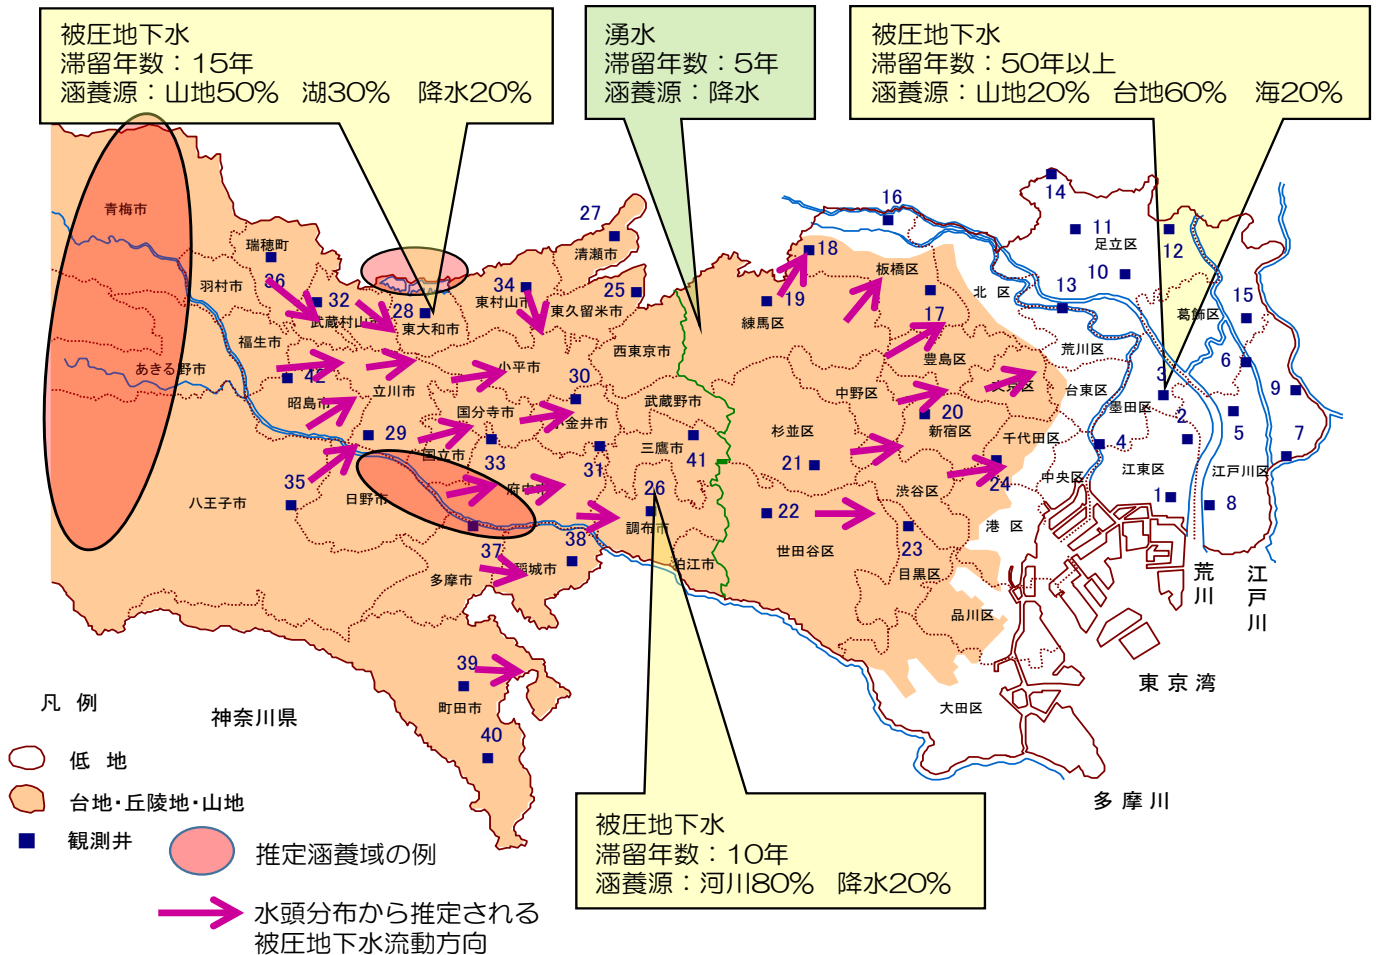 被圧地下水
滞留年数：15年
涵養源：山地50%　湖30%　降水20%
湧水
滞留年数：5年
涵養源：降水
被圧地下水
滞留年数：50年以上
涵養源：山地20%　台地60%　海20%
被圧地下水
滞留年数：10年
涵養源：河川80%　降水20%
青梅市
瑞穂町
36
羽村市
32
武蔵村山市
28
東大和市
34
東村山市
27
清瀬市
25
東久留米市
福生市
あきる野市
42
昭島市
立川市
小平市
西東京市
30
国分寺市
小金井市
武蔵野市
29
国立市
33
31
三鷹市
41
35
八王子市
日野市
府中市
26
調布市
38
37
稲城市
多摩市
狛江市
39
町田市
40
16
18
19
練馬区
板橋区
17
豊島区
北 区
14
11
足立区
12
10
13
15
葛飾区
荒川区
6
文京区
台東区
3
墨田区
9
中野区
20
新宿区
千代田区
2
5
7
4
杉並区
21
江東区
江戸川区
24
中央区
渋谷区
1
8
22
世田谷区
23
港 区
目黒区
品川区
大田区
荒川
江戸川
東京湾
多摩川
神奈川県
凡 例
低 地
台地・丘陵地・山地
観測井
推定涵養域の例
水頭分布から推定される
被圧地下水流動方向